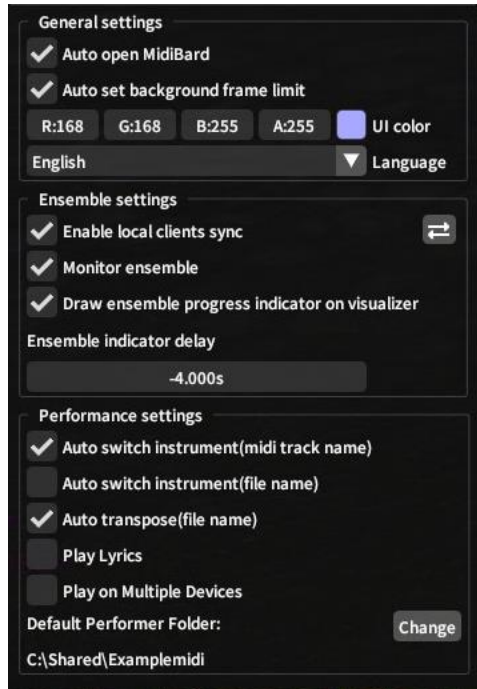 General settings
Auto open MidiBard
Auto set background frame limit
R:168 G:168 B:255 A:255 UI color
English Language
Ensemble settings
Enable local clients sync
Monitor ensemble
Draw ensemble progress indicator on visualizer
Ensemble indicator delay
-4.000s
Performance settings
Auto switch instrument(midi track name)
Auto switch instrument(file name)
Auto transpose(file name)
Play Lyrics
Play on Multiple Devices
Default Performer Folder: Change
C:\Shared\Examplemidi